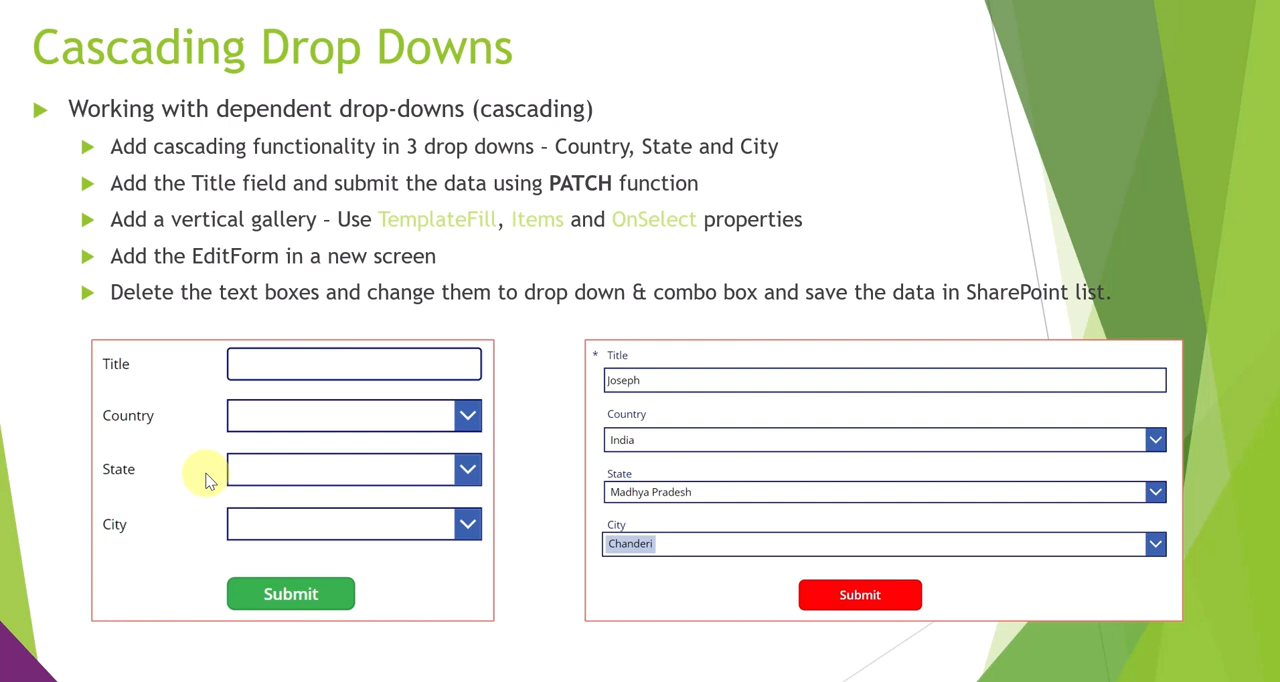 Cascading Drop Downs
Working with dependent drop-downs (cascading)
Add cascading functionality in 3 drop downs – Country, State and City
Add the Title field and submit the data using PATCH function
Add a vertical gallery – Use TemplateFill, Items and OnSelect properties
Add the EditForm in a new screen
Delete the text boxes and change them to drop down & combo box and save the data in SharePoint list.
Title
Country
State
City
Submit
* Title
Joseph
Country
India
State
Madhya Pradesh
City
Chanderi
Submit